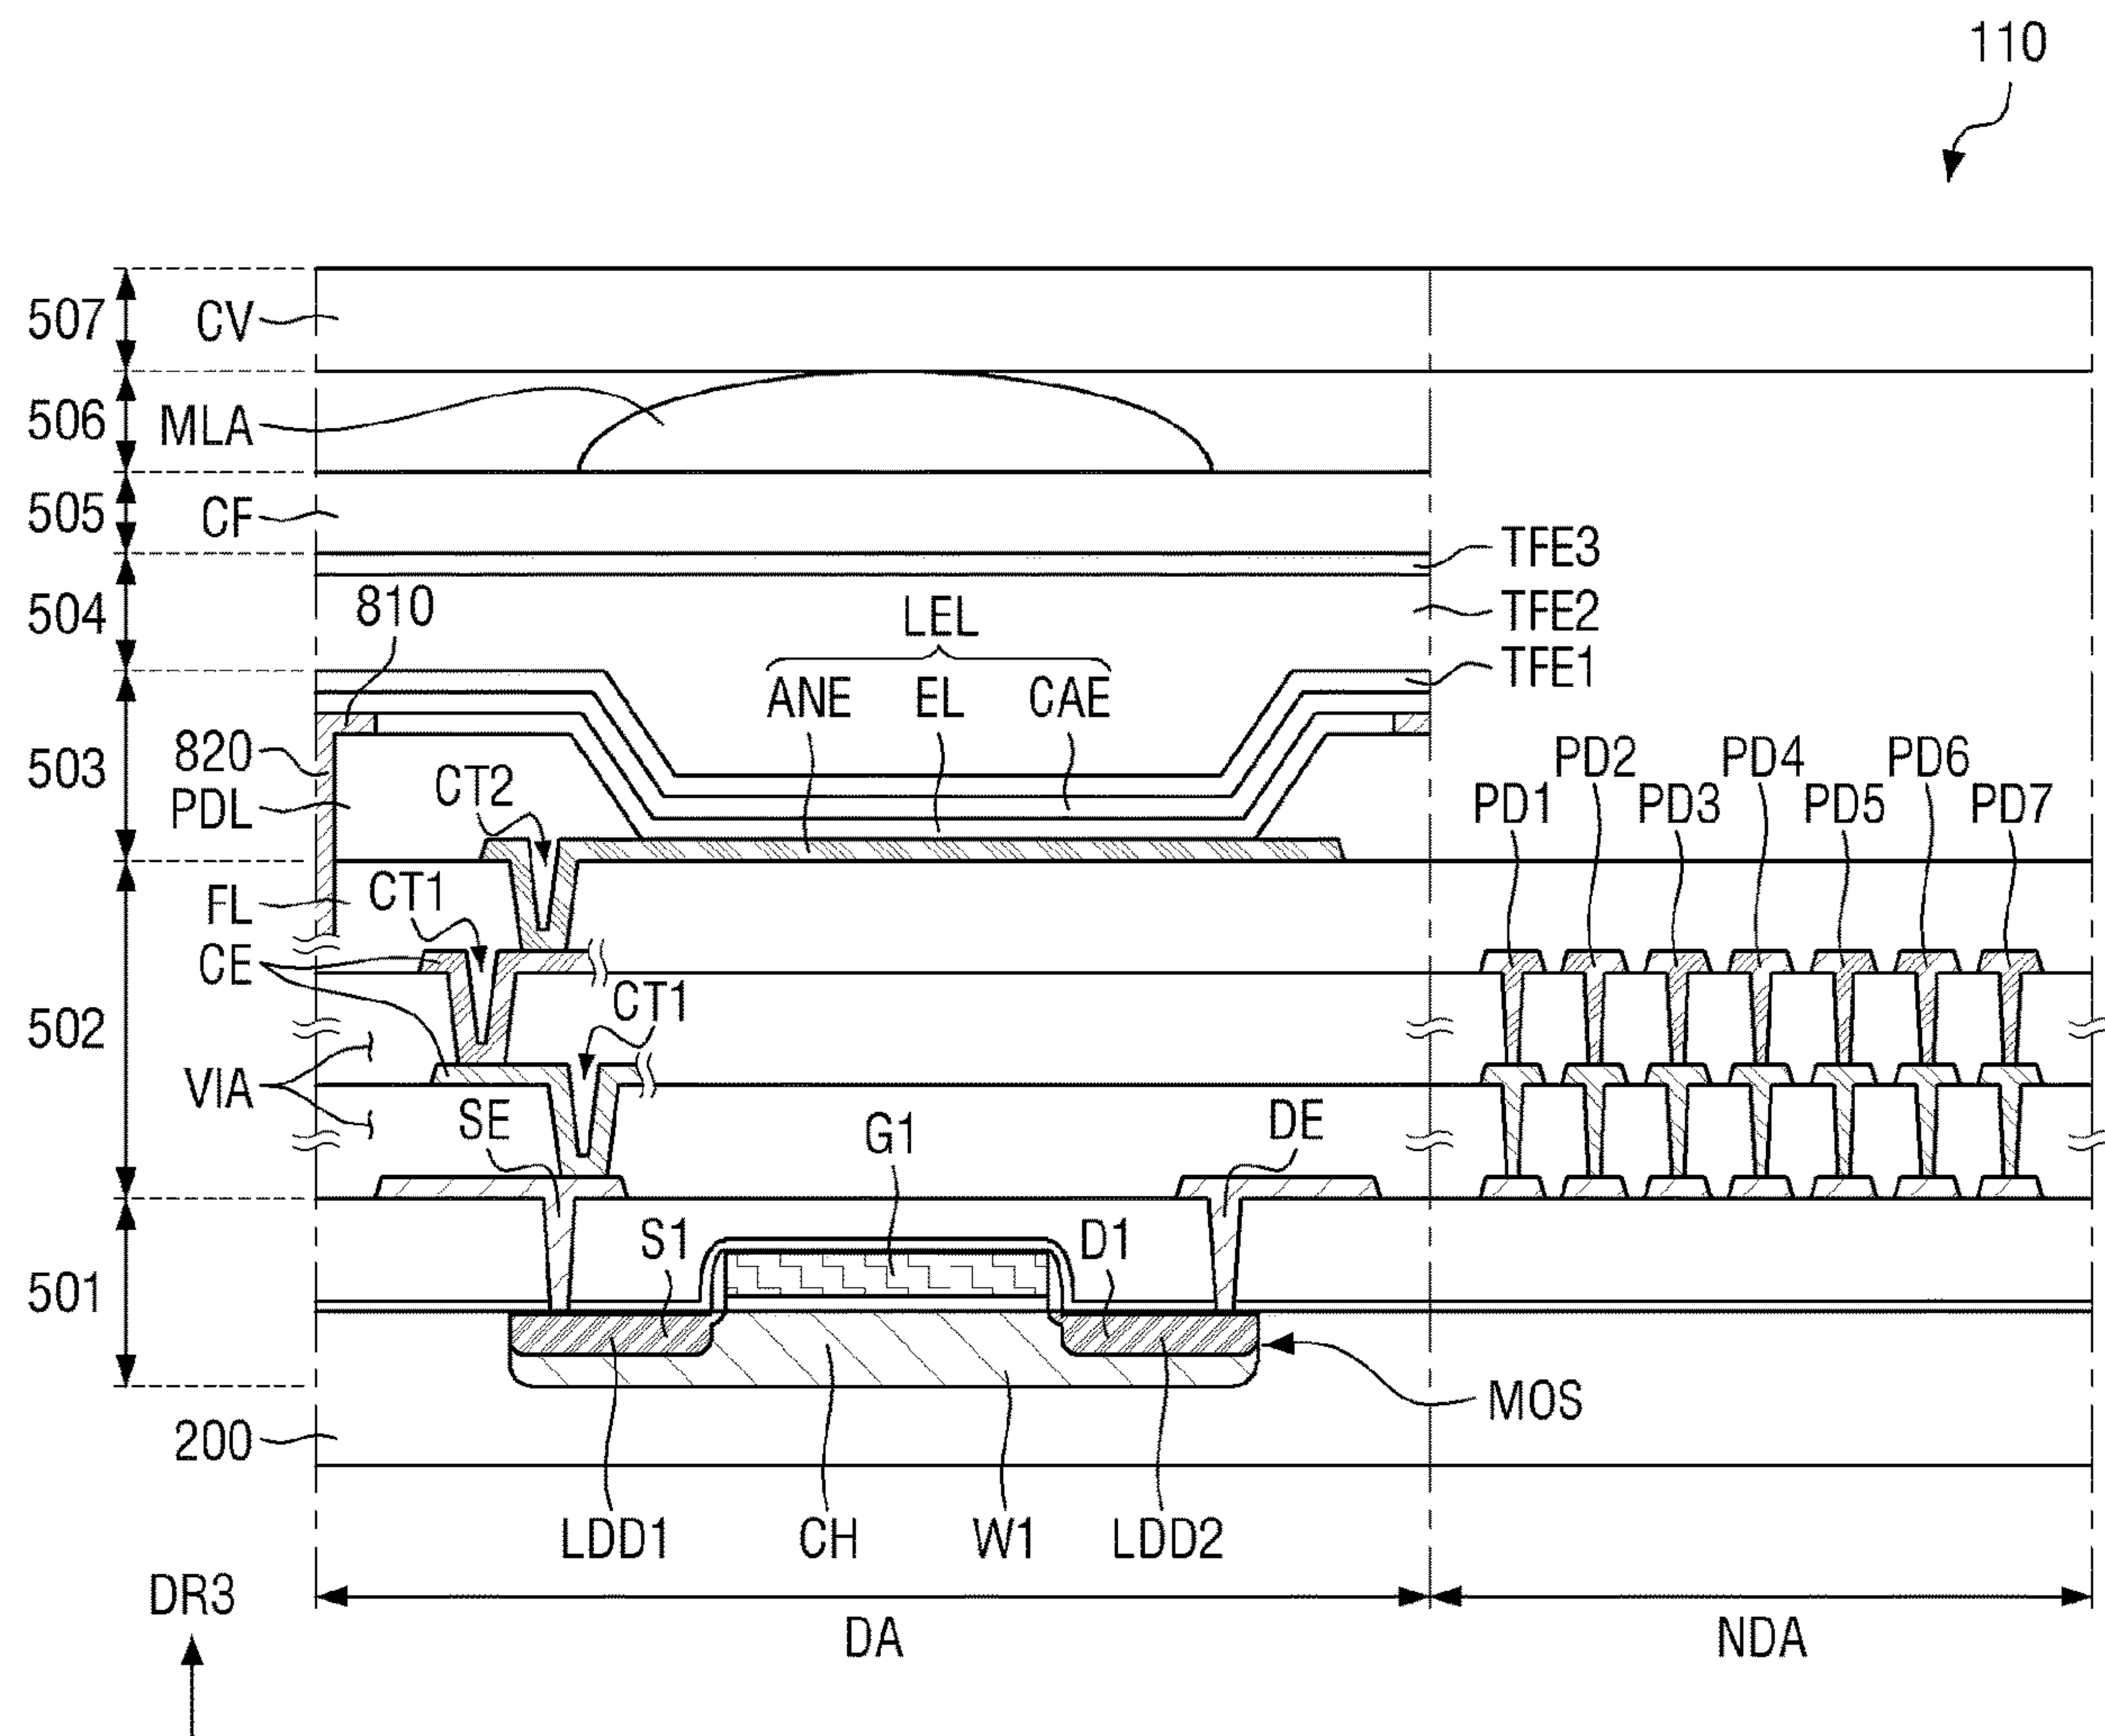 110
507 CV
506 MLA
505 CF
TFE3
504 810 LEL TFE2
TFE1
ANE EL CAE
503 820 CT2 PD2 PD4 PD6
PDL PD1 PD3 PD5 PD7
FL CT1
CE
CT1
502
VIA SE G1 DE
S1 D1
501
MOS
200
LDD1 CH W1 LDD2
DR3
DA NDA